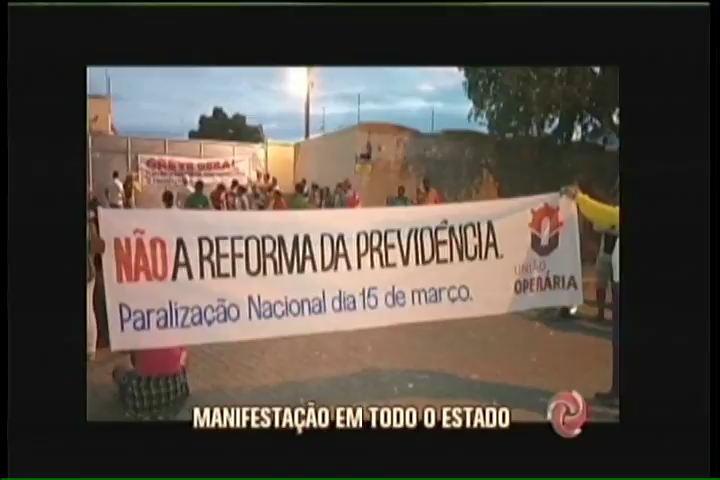 GREVE GERAL
NÃO A REFORMA DA PREVIDÊNCIA.
Paralização Nacional dia 15 de março.
UNIÃO
OPERÁRIA
MANIFESTAÇÃO EM TODO O ESTADO